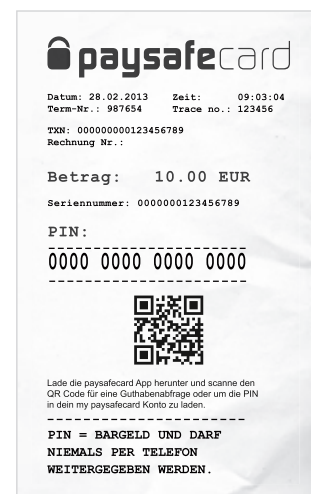 paysafecard
Datum: 28.02.2013 Zeit: 09:03:04
Term-Nr.: 987654 Trace no.: 123456
TXN: 000000000123456789
Rechnung Nr.:
Betrag: 10.00 EUR
Seriennummer: 0000000123456789
PIN:
0000 0000 0000 0000
Lade die paysafecard App herunter und scanne den
QR Code für eine Guthabenabfrage oder um die PIN
in dein my paysafecard Konto zu laden.
PIN = BARGELD UND DARF
NIEMALS PER TELEFON
WEITERGEGEBEN WERDEN.